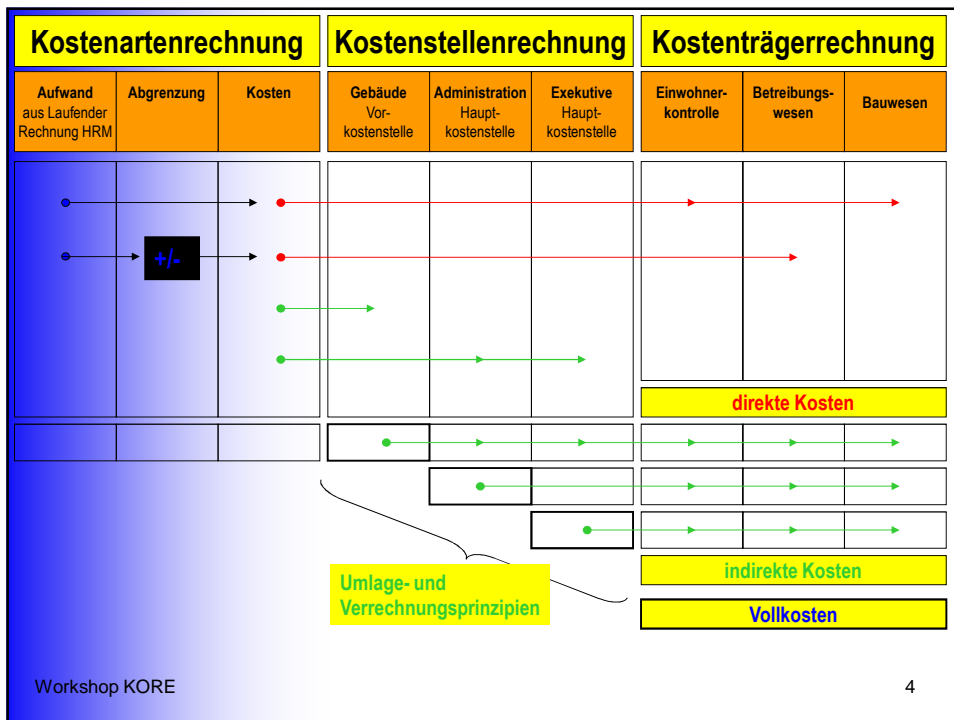 Kostenartenrechnung
Kostenstellenrechnung
Kostenträgerrechnung
Aufwand
aus Laufender
Rechnung HRM
Abgrenzung
Kosten
Gebäude
Vor-
kostenstelle
Administration
Haupt-
kostenstelle
Exekutive
Haupt-
kostenstelle
Einwohner-
kontrolle
Betreibungs-
wesen
Bauwesen
+/-
direkte Kosten
Umlage- und
Verrechnungsprinzipien
indirekte Kosten
Vollkosten
Workshop KORE
4